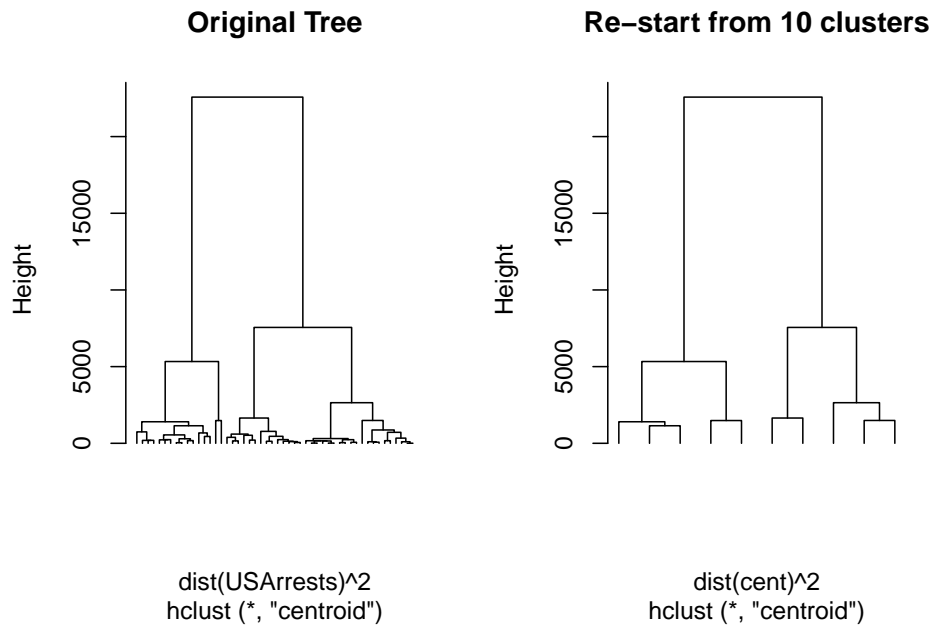 Original Tree
Height
0
5000
15000
dist(USArrests)^2
hclust (*, "centroid")
Re−start from 10 clusters
Height
0
5000
15000
dist(cent)^2
hclust (*, "centroid")